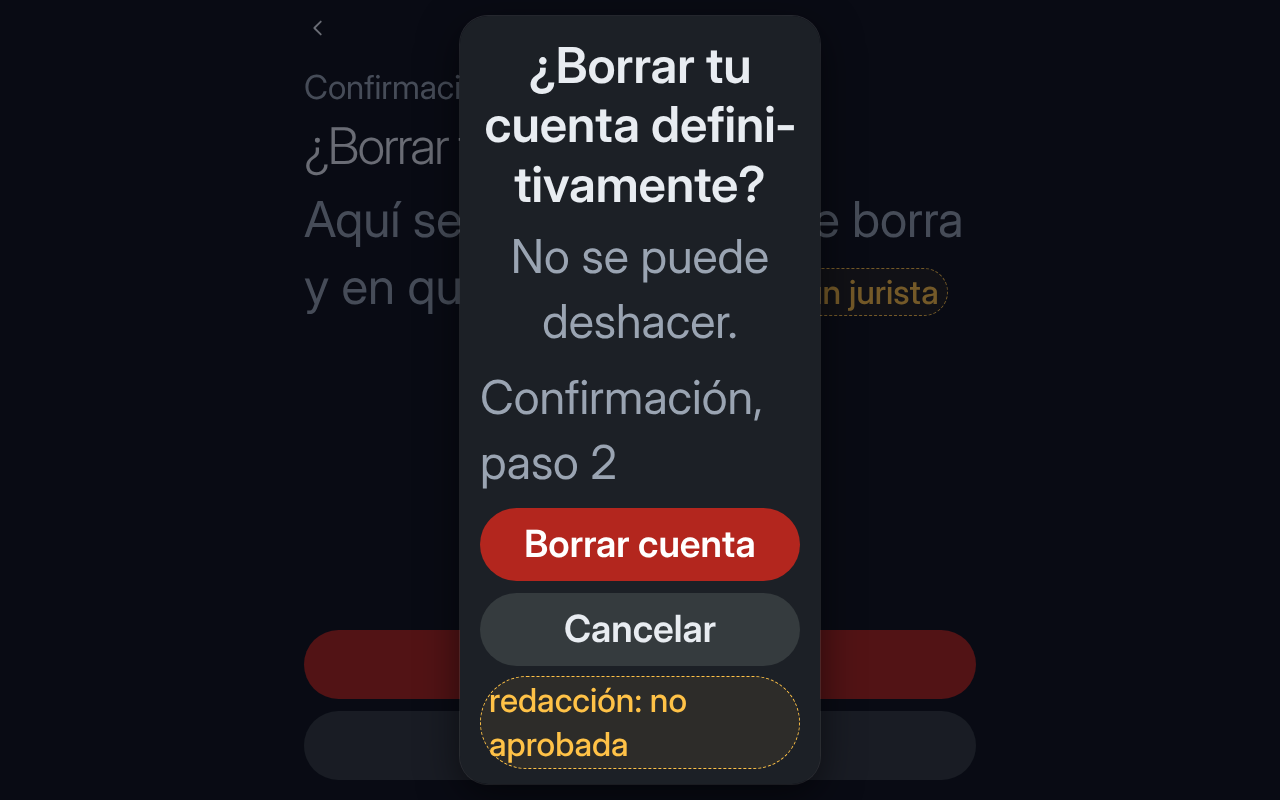 Confirmaci
¿Borrar
Aquí se
e borra
y en qu
un jurista
¿Borrar tu
cuenta defini-
tivamente?
No se puede
deshacer.
Confirmación,
paso 2
Borrar cuenta
Cancelar
redacción: no
aprobada